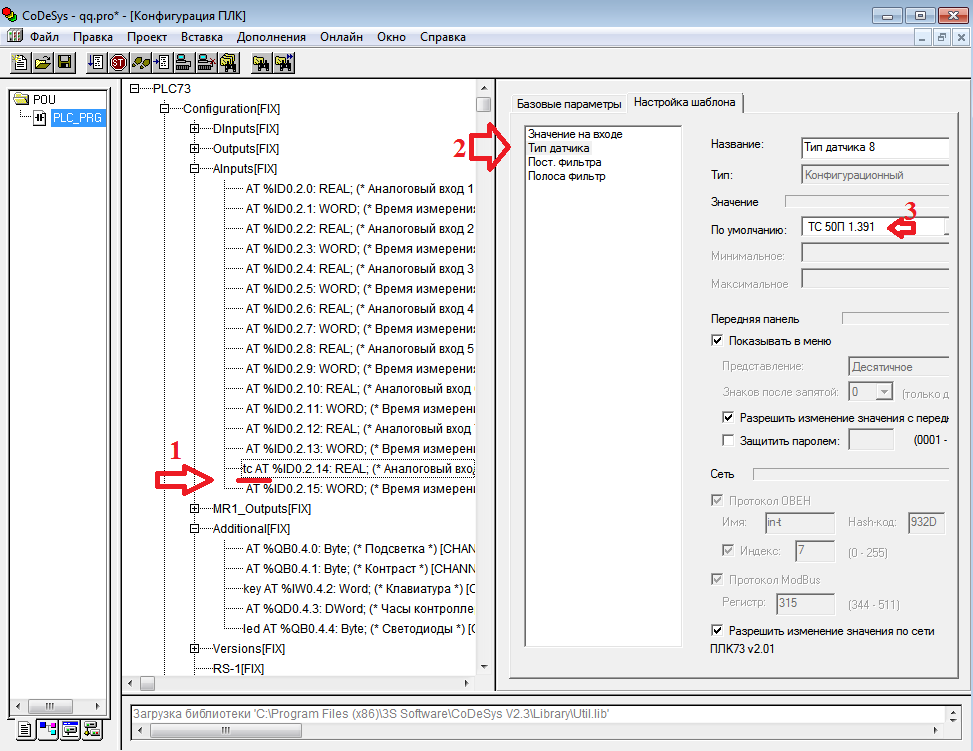 CoDeSys - qq.pro* - [Конфигурация ПЛК]
Файл Правка Проект Вставка Дополнения Онлайн Окно Справка
POU
PLC_PRG
PLC73
Configuration[FIX]
DInputs[FIX]
Outputs[FIX]
AInputs[FIX]
AT %ID0.2.0: REAL; (* Аналоговый вход 1
AT %ID0.2.1: WORD; (* Время измерени
AT %ID0.2.2: REAL; (* Аналоговый вход 2
AT %ID0.2.3: WORD; (* Время измерени
AT %ID0.2.4: REAL; (* Аналоговый вход 3
AT %ID0.2.5: WORD; (* Время измерени
AT %ID0.2.6: REAL; (* Аналоговый вход 4
AT %ID0.2.7: WORD; (* Время измерени
AT %ID0.2.8: REAL; (* Аналоговый вход 5
AT %ID0.2.9: WORD; (* Время измерени
AT %ID0.2.10: REAL; (* Аналоговый вход
AT %ID0.2.11: WORD; (* Время измерен
AT %ID0.2.12: REAL; (* Аналоговый вход
AT %ID0.2.13: WORD; (* Время измерен
1
tc AT %ID0.2.14: REAL; (* Аналоговый вхо
AT %ID0.2.15: WORD; (* Время измерен
MR1_Outputs[FIX]
Additional[FIX]
AT %QB0.4.0: Byte; (* Подсветка *) [CHAN
AT %QB0.4.1: Byte; (* Контраст *) [CHANN
key AT %IW0.4.2: Word; (* Клавиатура *) [C
AT %QD0.4.3: DWord; (* Часы контролле
led AT %QB0.4.4: Byte; (* Светодиоды *) [C
Versions[FIX]
RS-1[FIX]
Базовые параметры Настройка шаблона
2
Значение на входе
Тип датчика
Пост. фильтра
Полоса фильтр
Название: Тип датчика 8
Тип: Конфигурационный
Значение
3
По умолчанию: ТС 50П 1.391
Минимальное:
Максимальное
Передняя панель
Показывать в меню
Представление: Десятичное
Знаков после запятой: 0 (только д
Разрешить изменение значения с передн
Защитить паролем: (0001 -
Сеть
Протокол ОВЕН
Имя: in-t Hash-код: 932D
Индекс: 7 (0 - 255)
Протокол ModBus
Регистр: 315 (344 - 511)
Разрешить изменение значения по сети
ПЛК73 v2.01
Загрузка библиотеки 'C:\Program Files (x86)\3S Software\CoDeSys V2.3\Library\Util.lib'